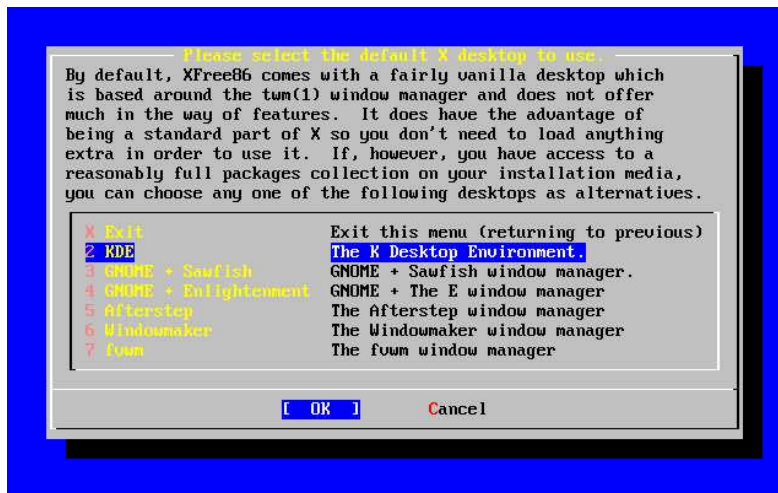 Please select the default X desktop to use.
By default, XFree86 comes with a fairly vanilla desktop which
is based around the twm(1) window manager and does not offer
much in the way of features.  It does have the advantage of
being a standard part of X so you don't need to load anything
extra in order to use it.  If, however, you have access to a
reasonably full packages collection on your installation media,
you can choose any one of the following desktops as alternatives.
X Exit Exit this menu (returning to previous)
2 KDE The K Desktop Environment.
3 GNOME + Sawfish GNOME + Sawfish window manager.
4 GNOME + Enlightenment GNOME + The E window manager
5 Afterstep The Afterstep window manager
6 Windowmaker The Windowmaker window manager
7 fvwm The fvwm window manager
[ OK ] Cancel